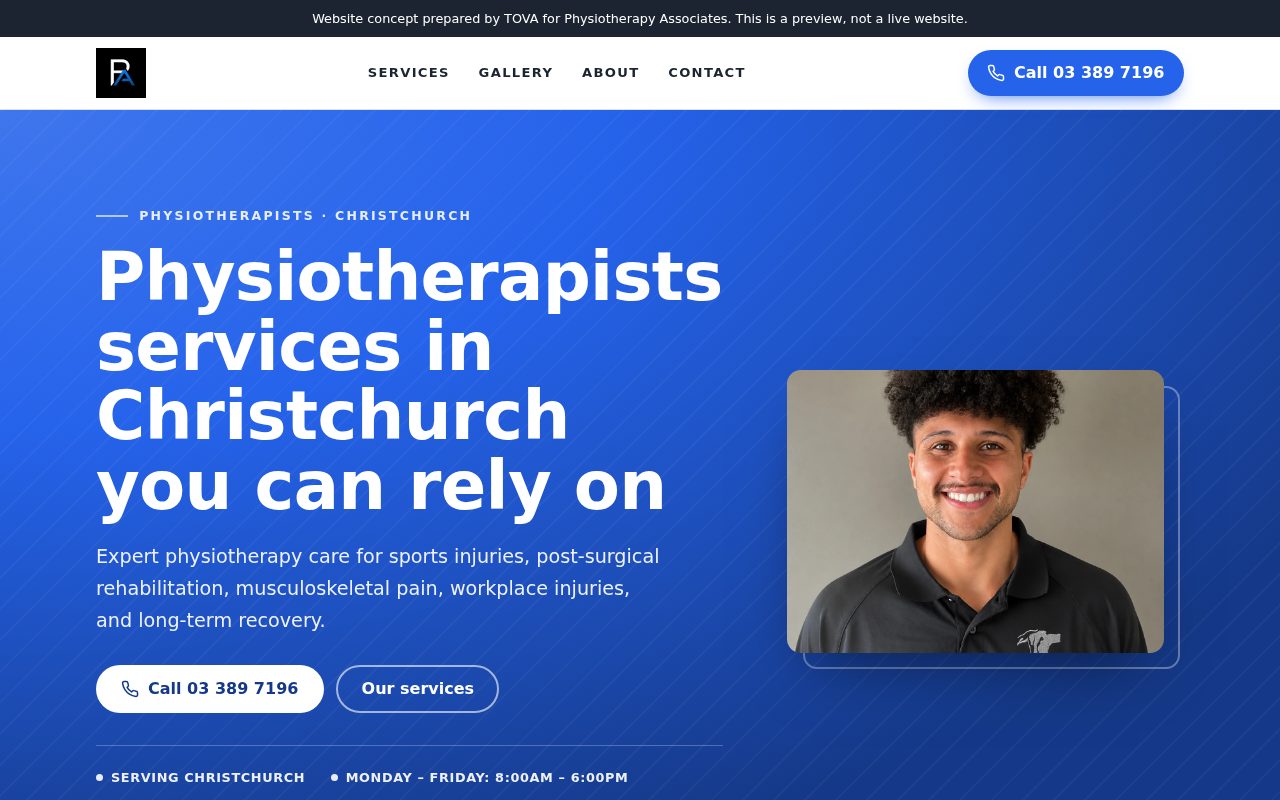 Website concept prepared by TOVA for Physiotherapy Associates. This is a preview, not a live website.
PA
SERVICES GALLERY ABOUT CONTACT
Call 03 389 7196
PHYSIOTHERAPISTS · CHRISTCHURCH
Physiotherapists
services in
Christchurch
you can rely on
Expert physiotherapy care for sports injuries, post-surgical
rehabilitation, musculoskeletal pain, workplace injuries,
and long-term recovery.
Call 03 389 7196
Our services
SERVING CHRISTCHURCH
MONDAY – FRIDAY: 8:00AM – 6:00PM